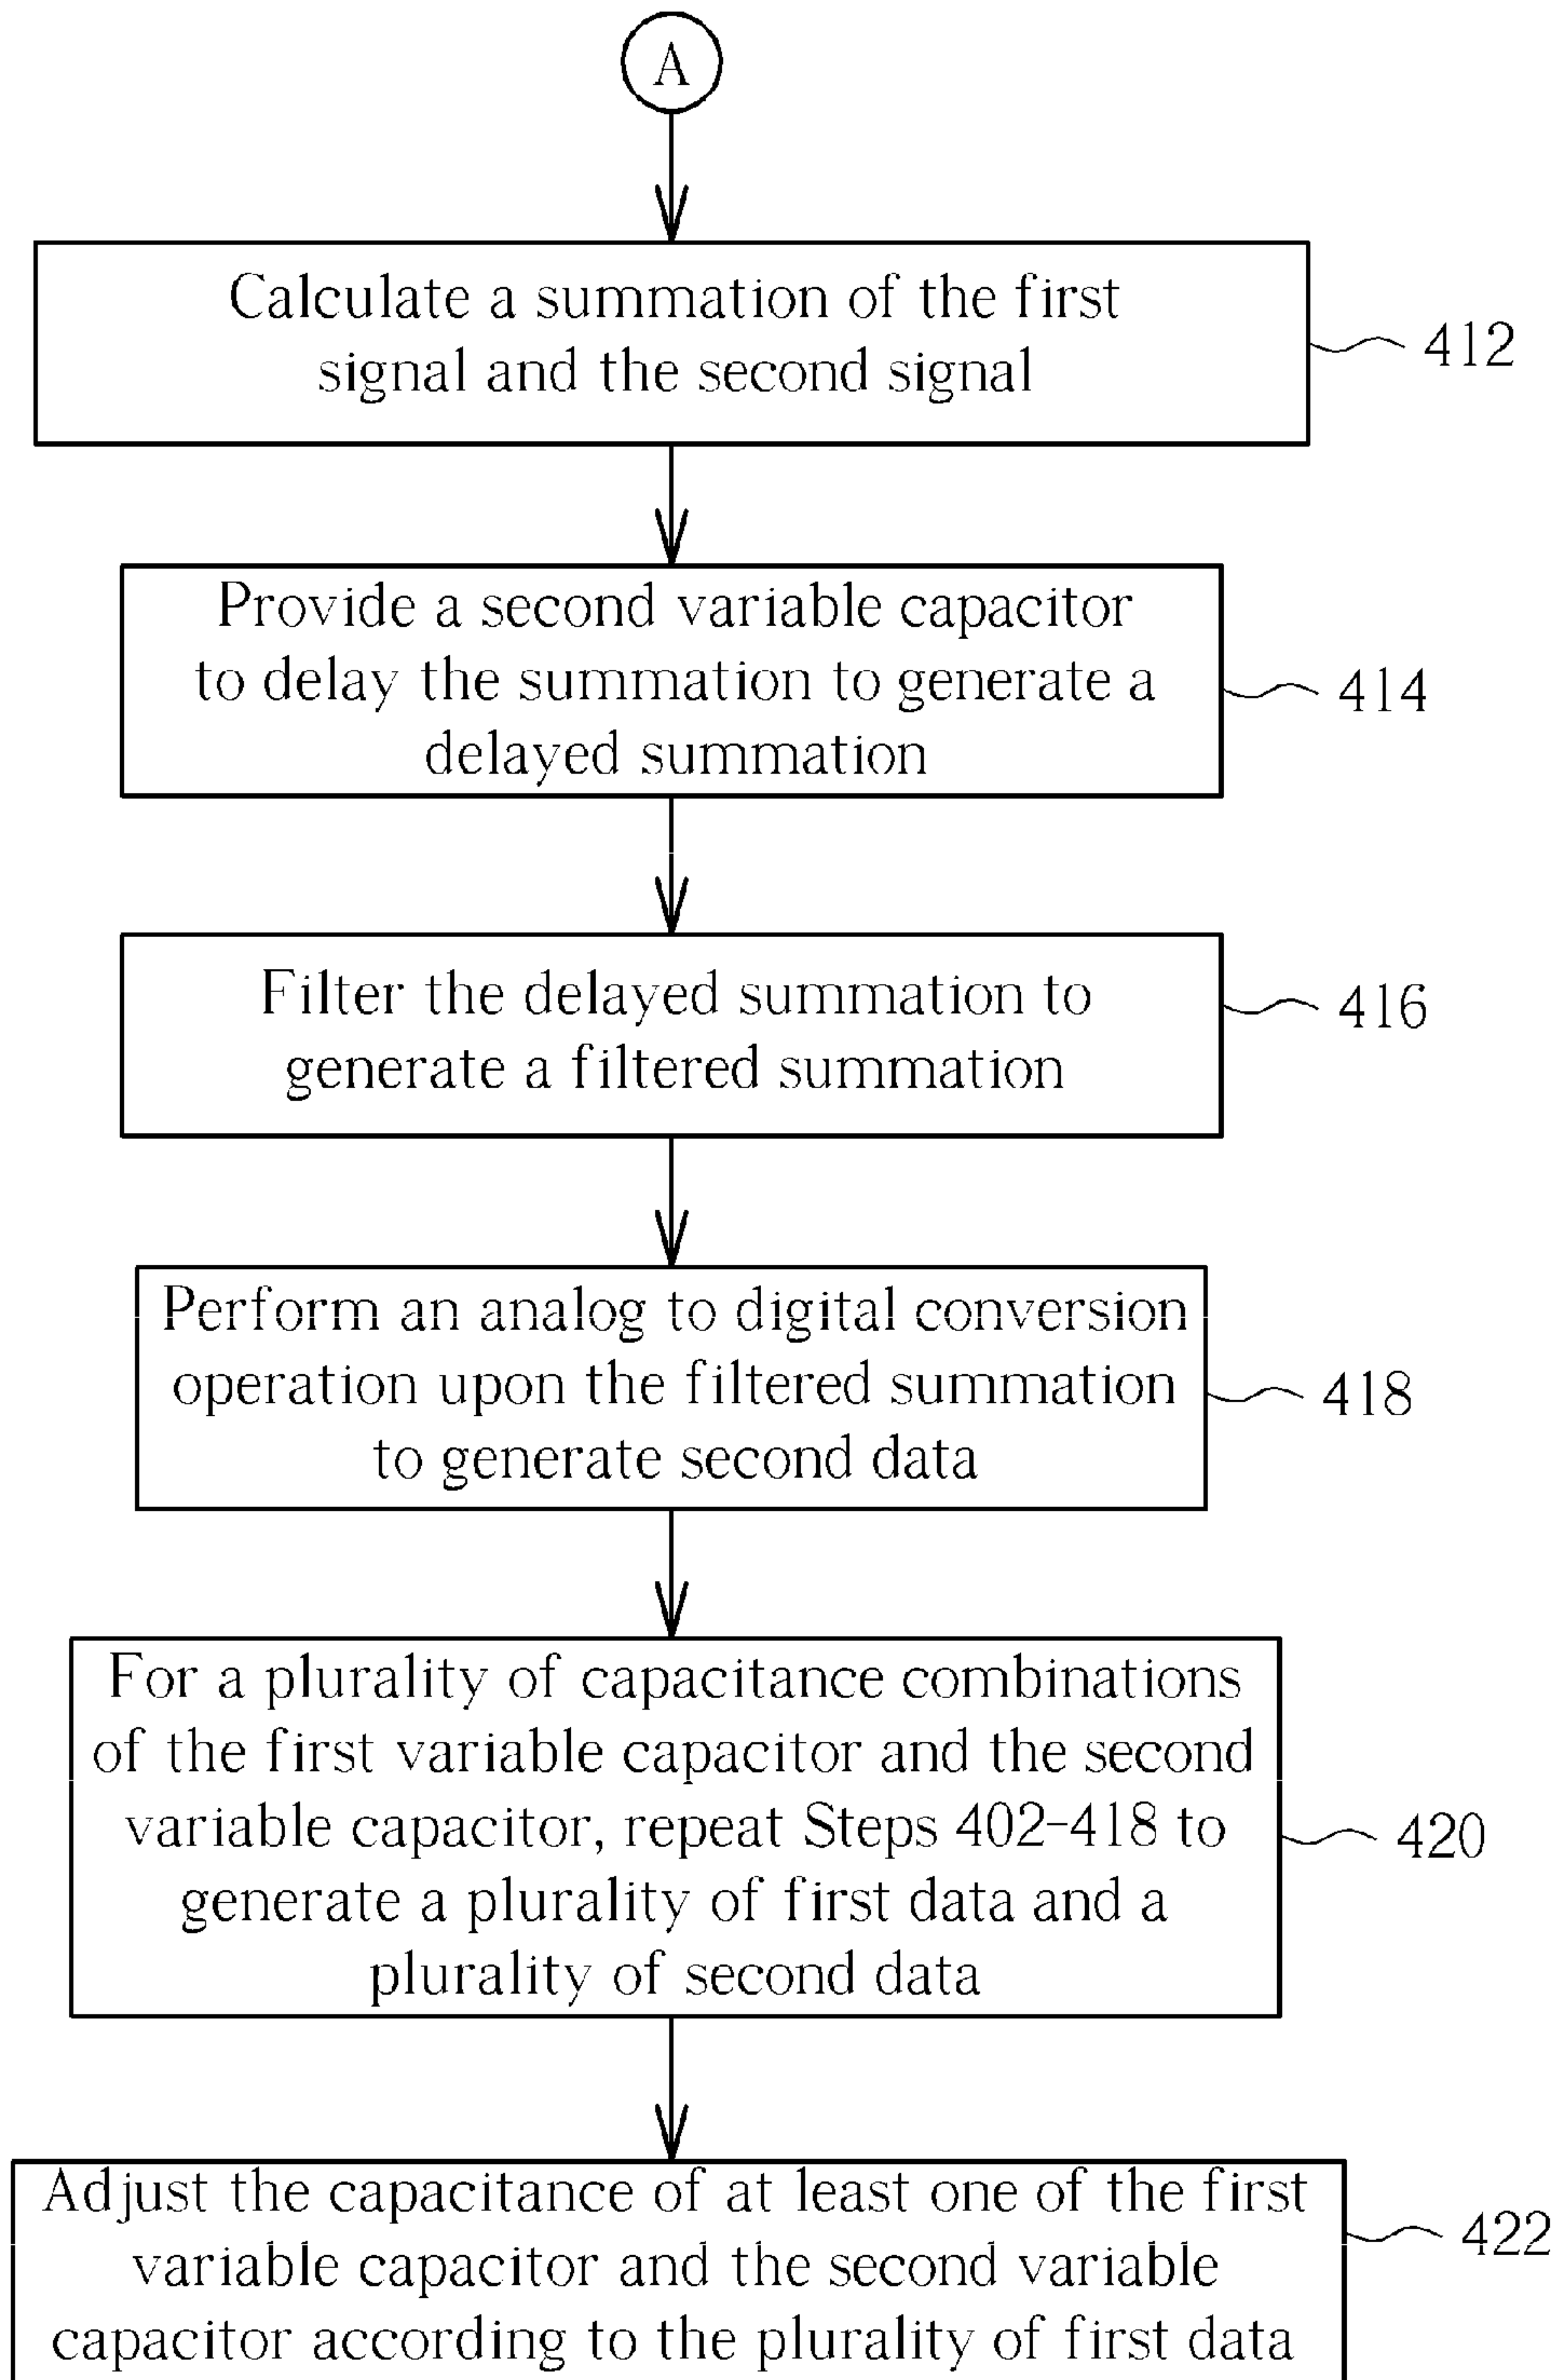 A
Calculate a summation of the first
signal and the second signal
412
Provide a second variable capacitor
to delay the summation to generate a
delayed summation
414
Filter the delayed summation to
generate a filtered summation
416
Perform an analog to digital conversion
operation upon the filtered summation
to generate second data
418
For a plurality of capacitance combinations
of the first variable capacitor and the second
variable capacitor, repeat Steps 402-418 to
generate a plurality of first data and a
plurality of second data
420
Adjust the capacitance of at least one of the first
variable capacitor and the second variable
capacitor according to the plurality of first data
422